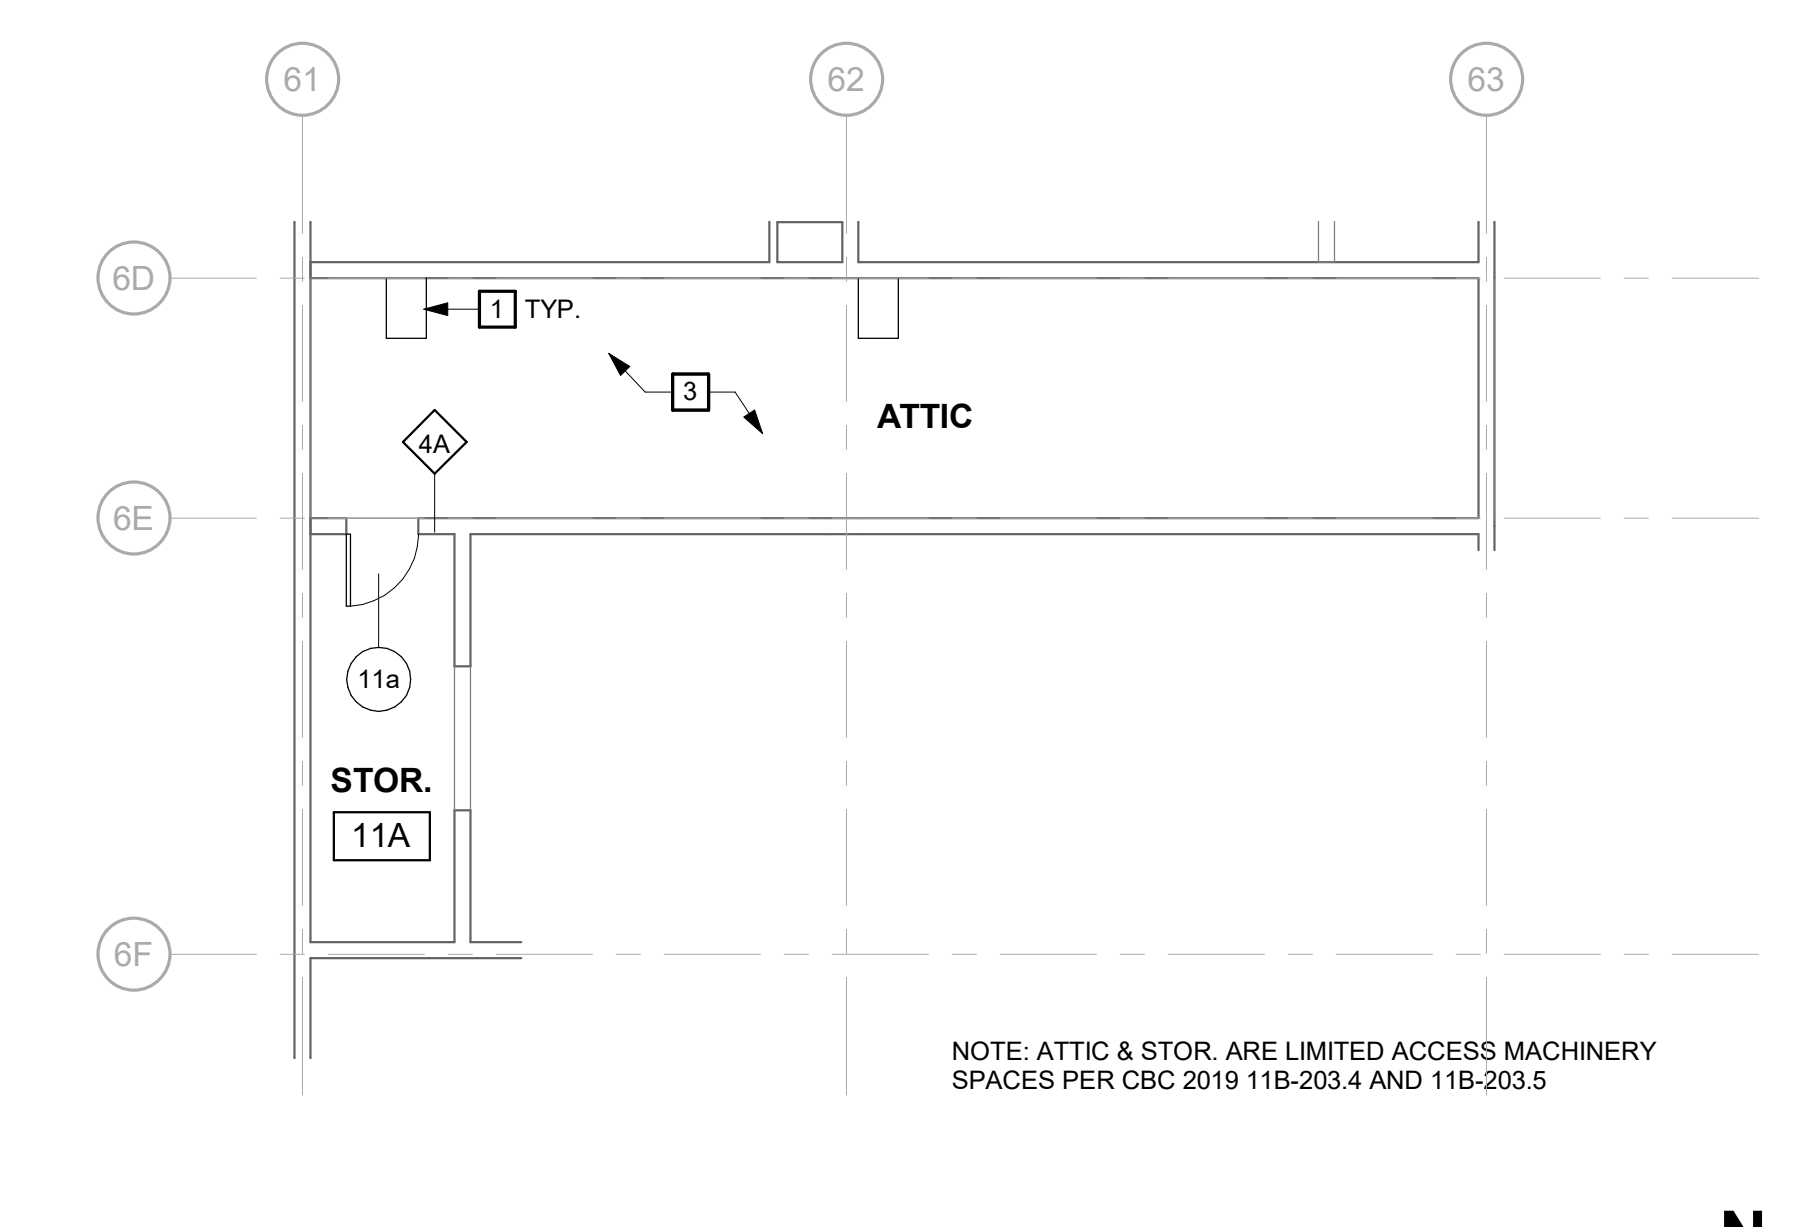 61
62
63
6D
1 TYP.
3
ATTIC
4A
6E
11a
STOR.
11A
6F
NOTE: ATTIC & STOR. ARE LIMITED ACCESS MACHINERY
SPACES PER CBC 2019 11B-203.4 AND 11B-203.5